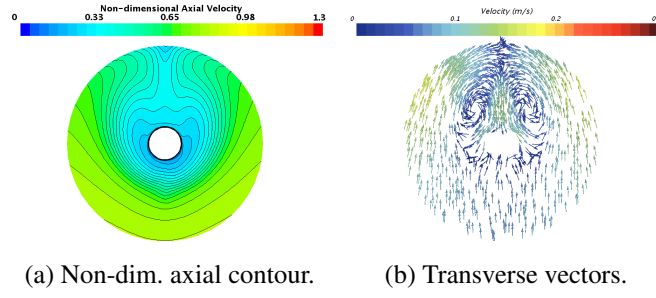 Non-dimensional Axial Velocity
0 0.33 0.65 0.98 1.3
Velocity (m/s)
0 0.1 0.2
(a) Non-dim. axial contour.
(b) Transverse vectors.